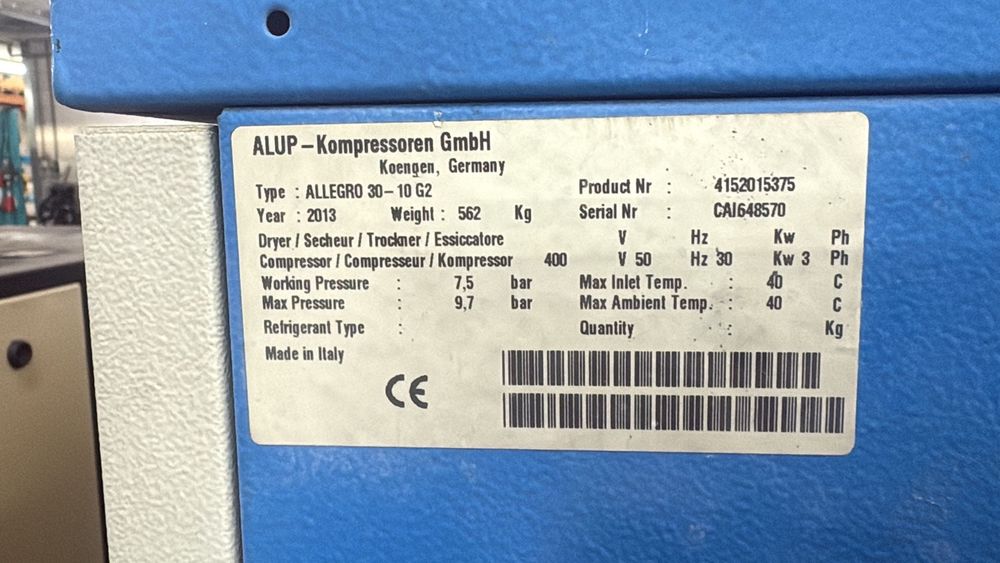 ALUP-Kompressoren GmbH
Koengen, Germany
Type : ALLEGRO 30-10 G2 Product Nr : 4152015375
Year : 2013 Weight : 562 Kg Serial Nr : CAI648570
Dryer / Secheur / Trockner / Essiccatore V Hz Kw Ph
Compressor / Compresseur / Kompressor 400 V 50 Hz 30 Kw 3 Ph
Working Pressure : 7,5 bar Max Inlet Temp. : 40 C
Max Pressure : 9,7 bar Max Ambient Temp. : 40 C
Refrigerant Type : Quantity : Kg
Made in Italy
CE